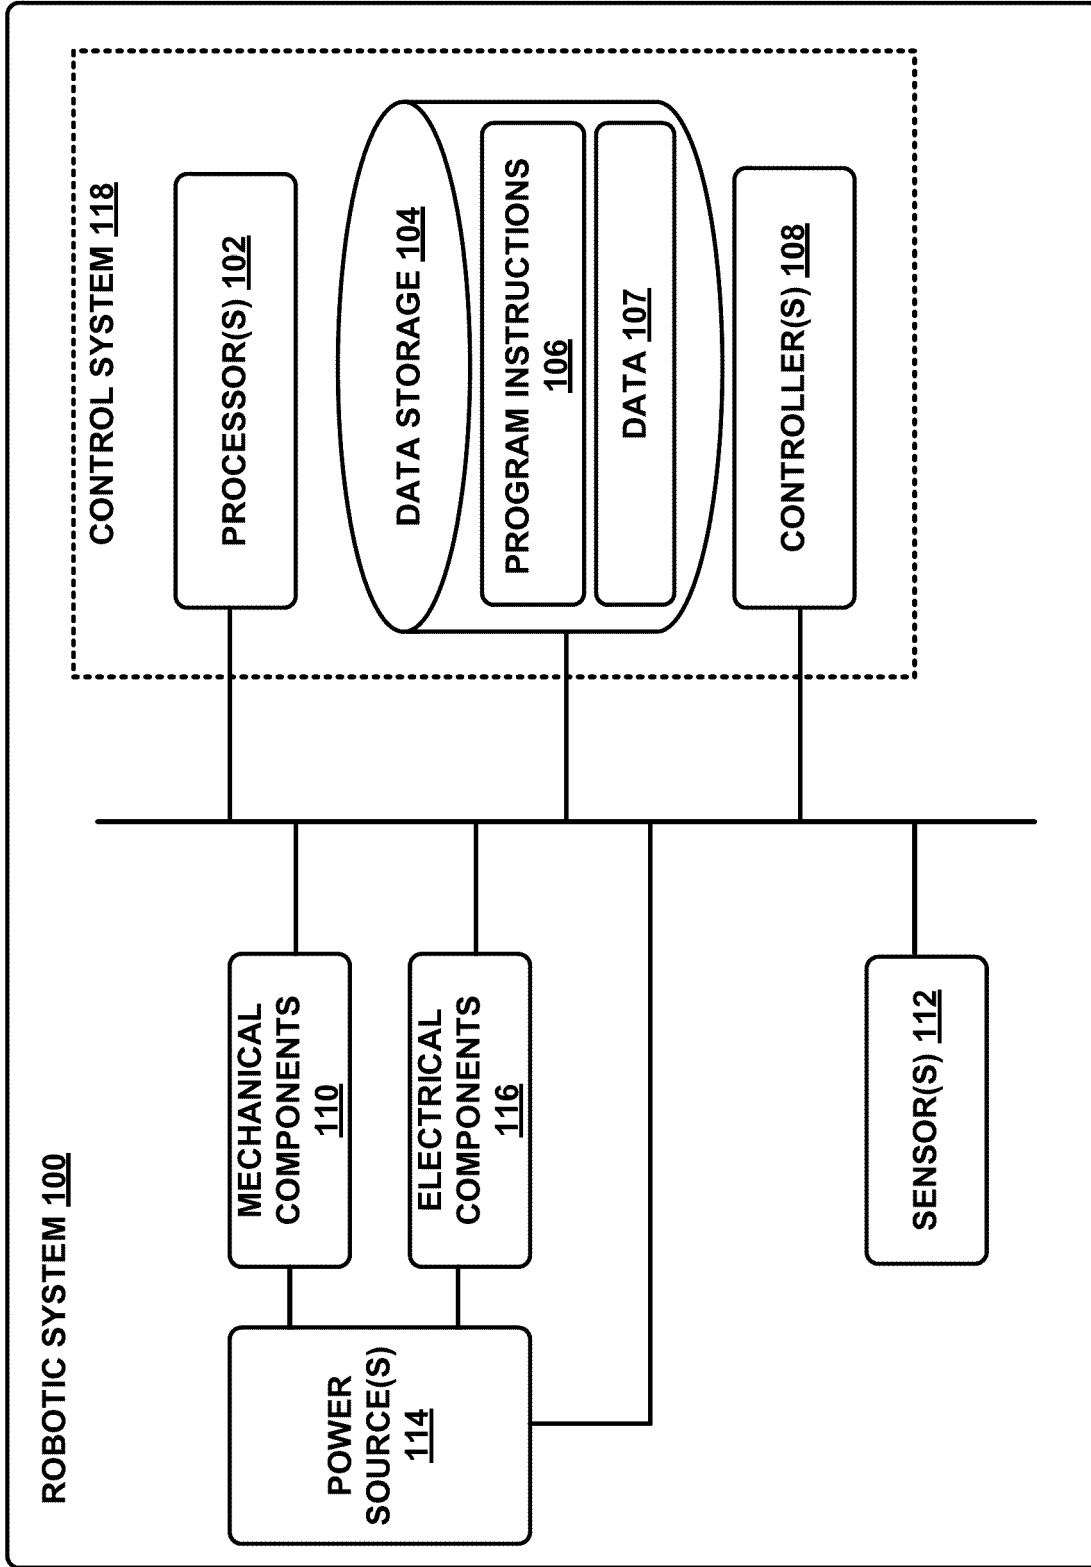 ROBOTIC SYSTEM 100
POWER
SOURCE(S)
114
MECHANICAL
COMPONENTS
110
ELECTRICAL
COMPONENTS
116
SENSOR(S) 112
CONTROL SYSTEM 118
PROCESSOR(S) 102
DATA STORAGE 104
PROGRAM INSTRUCTIONS
106
DATA 107
CONTROLLER(S) 108